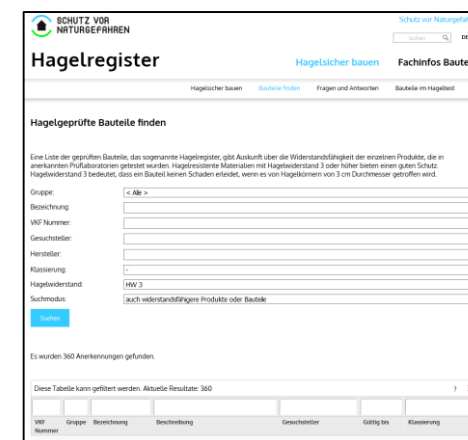 SCHUTZ VOR
NATURGEFAHREN
Schutz vor Naturgefah
Suchen
DE
Hagelregister
Hagelsicher bauen
Fachinfos Baute
Hagelsicher bauen
Bauteile finden
Fragen und Antworten
Bauteile im Hageltest
Hagelgeprüfte Bauteile finden
Eine Liste der geprüften Bauteile, das sogenannte Hagelregister, gibt Auskunft über die Widerstandsfähigkeit der einzelnen Produkte, die in
anerkannten Prüflaboratorien getestet wurden. Hagelresistente Materialien mit Hagelwiderstand 3 oder höher bieten einen guten Schutz.
Hagelwiderstand 3 bedeutet, dass ein Bauteil keinen Schaden erleidet, wenn es von Hagelkörnern von 3 cm Durchmesser getroffen wird.
Gruppe:
< Alle >
Bezeichnung:
VKF Nummer:
Gesuchsteller:
Hersteller:
Klassierung:
-
Hagelwiderstand:
HW 3
Suchmodus:
auch widerstandsfähigere Produkte oder Bauteile
Suchen
Es wurden 360 Anerkennungen gefunden.
Diese Tabelle kann gefiltert werden. Aktuelle Resultate: 360
?
VKF Nummer
Gruppe
Bezeichnung
Beschreibung
Gesuchsteller
Gültig bis
Klassierung